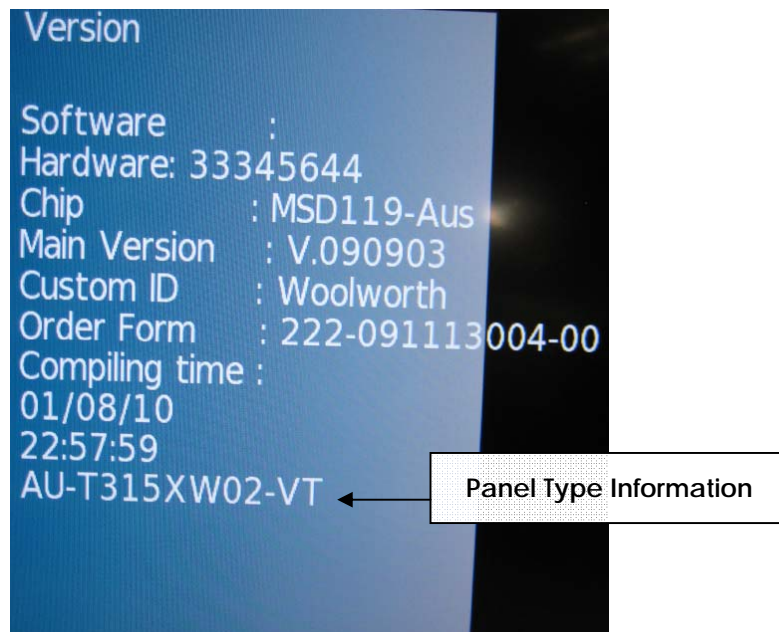 Version
Software :
Hardware: 33345644
Chip : MSD119-Aus
Main Version : V.090903
Custom ID : Woolworth
Order Form : 222-091113004-00
Compiling time :
01/08/10
22:57:59
AU-T315XW02-VT
Panel Type Information